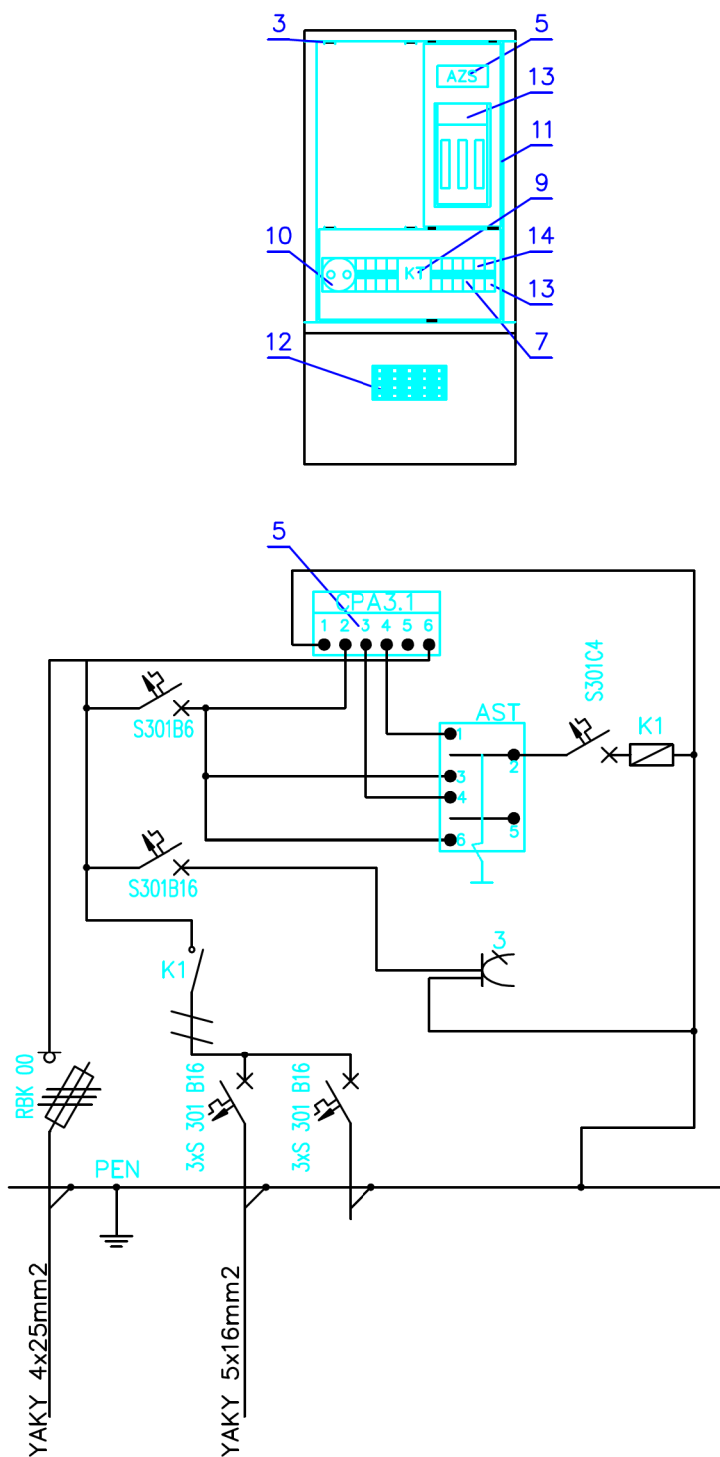 3
5
AZS
13
11
9
10
14
KT
13
12
7
5
CPA3.1
1 2 3 4 5 6
S301C4
S301B6
AST
K1
1
2
3
4
5
6
S301B16
3
K1
RBK 00
3xS 301 B16
3xS 301 B16
PEN
YAKY 4x25mm2
YAKY 5x16mm2